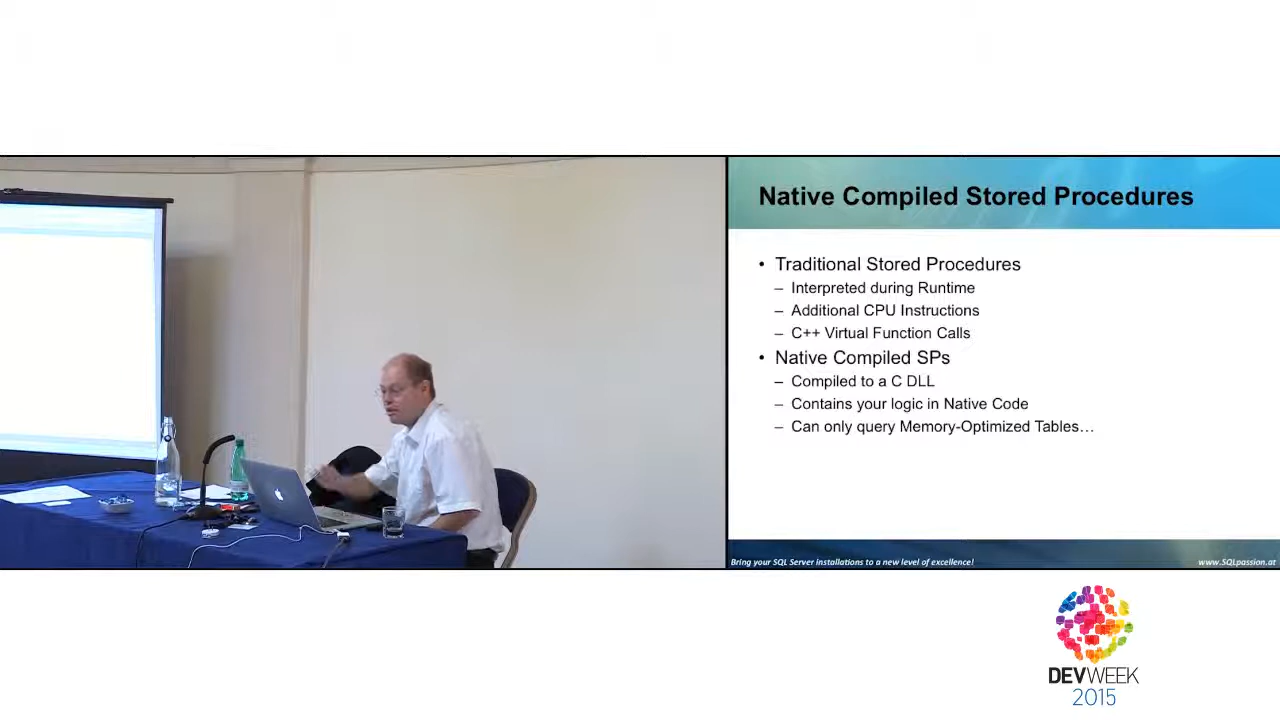 Native Compiled Stored Procedures
• Traditional Stored Procedures
– Interpreted during Runtime
– Additional CPU Instructions
– C++ Virtual Function Calls
• Native Compiled SPs
– Compiled to a C DLL
– Contains your logic in Native Code
– Can only query Memory-Optimized Tables…
Bring your SQL Server installations to a new level of excellence!
www.SQLpassion.at
DEVWEEK
2015